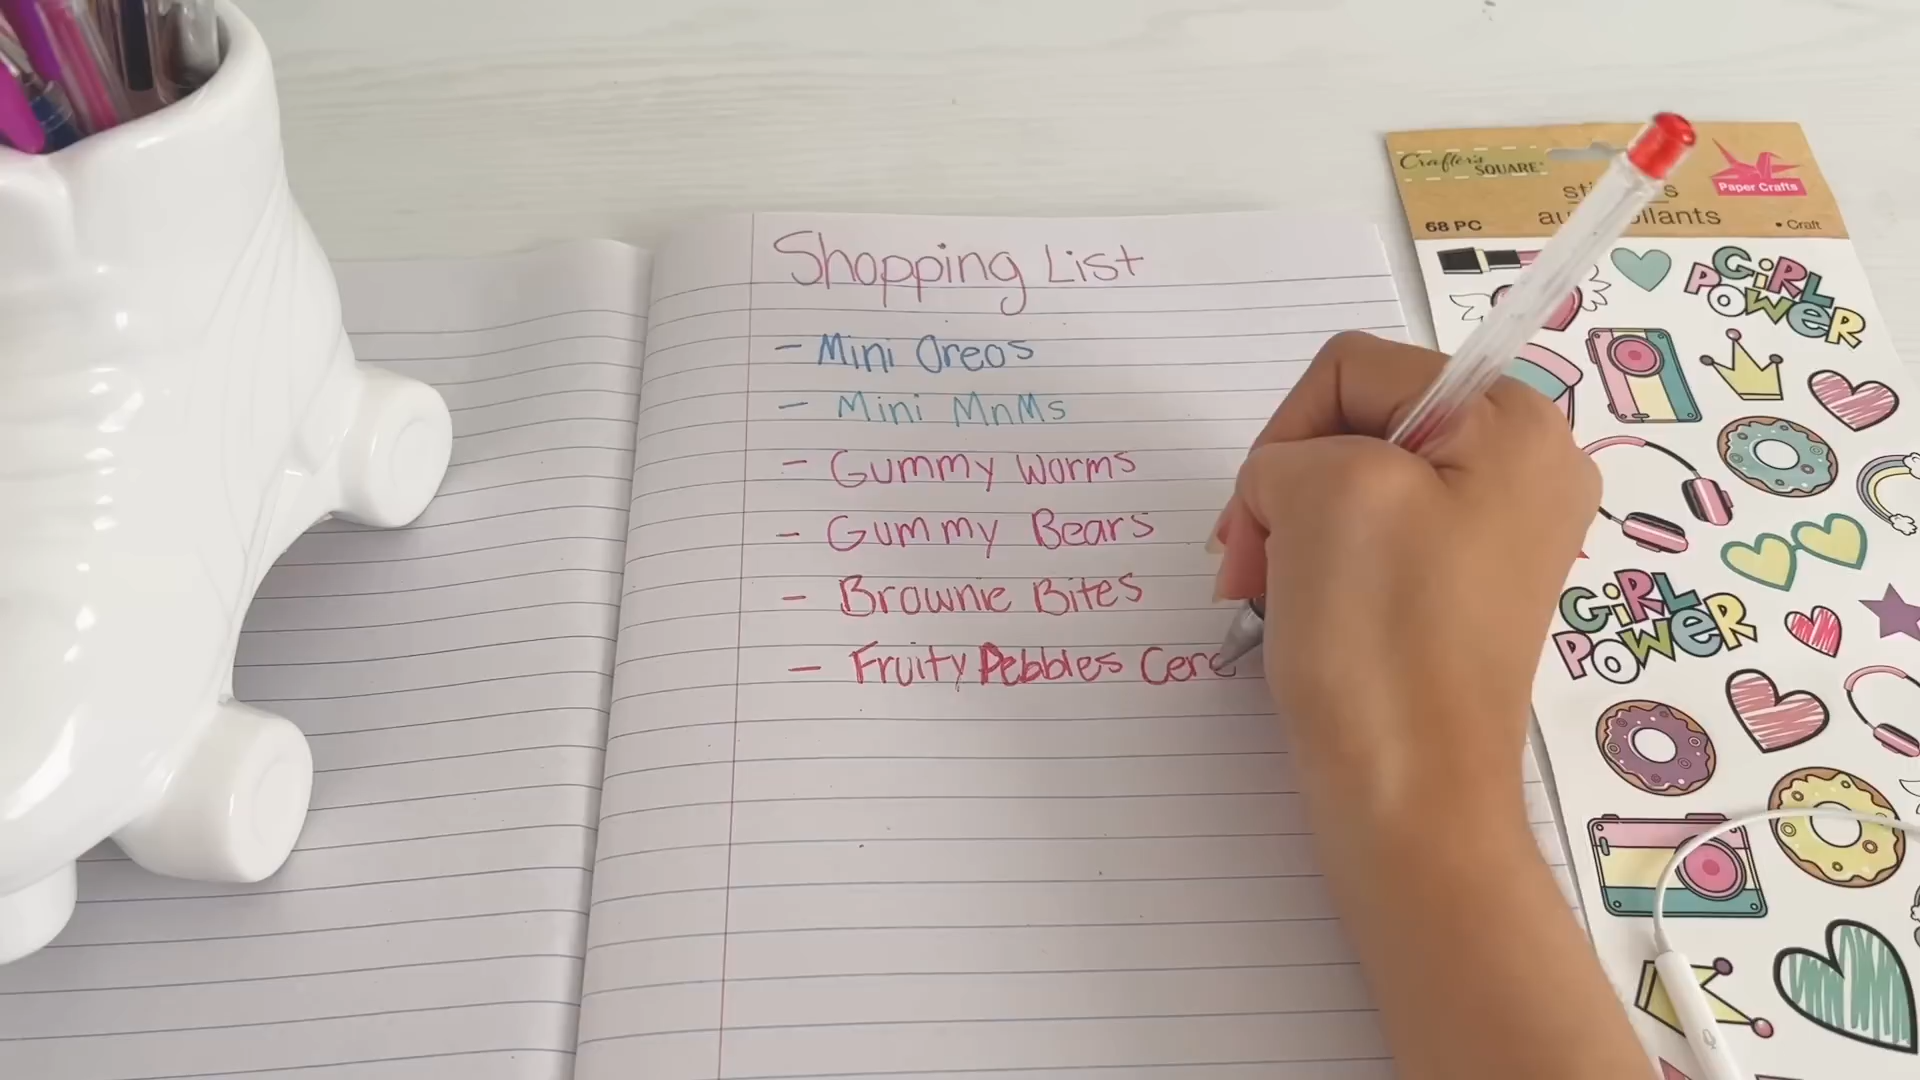 Shopping List
- Mini Oreos
- Mini MnMs
- Gummy Worms
- Gummy Bears
- Brownie Bites
- Fruity Pebbles Cere
Crafter's SQUARE
Paper Crafts
68 PC
• Craft
GiRL
POWeR
GiRL
POWeR